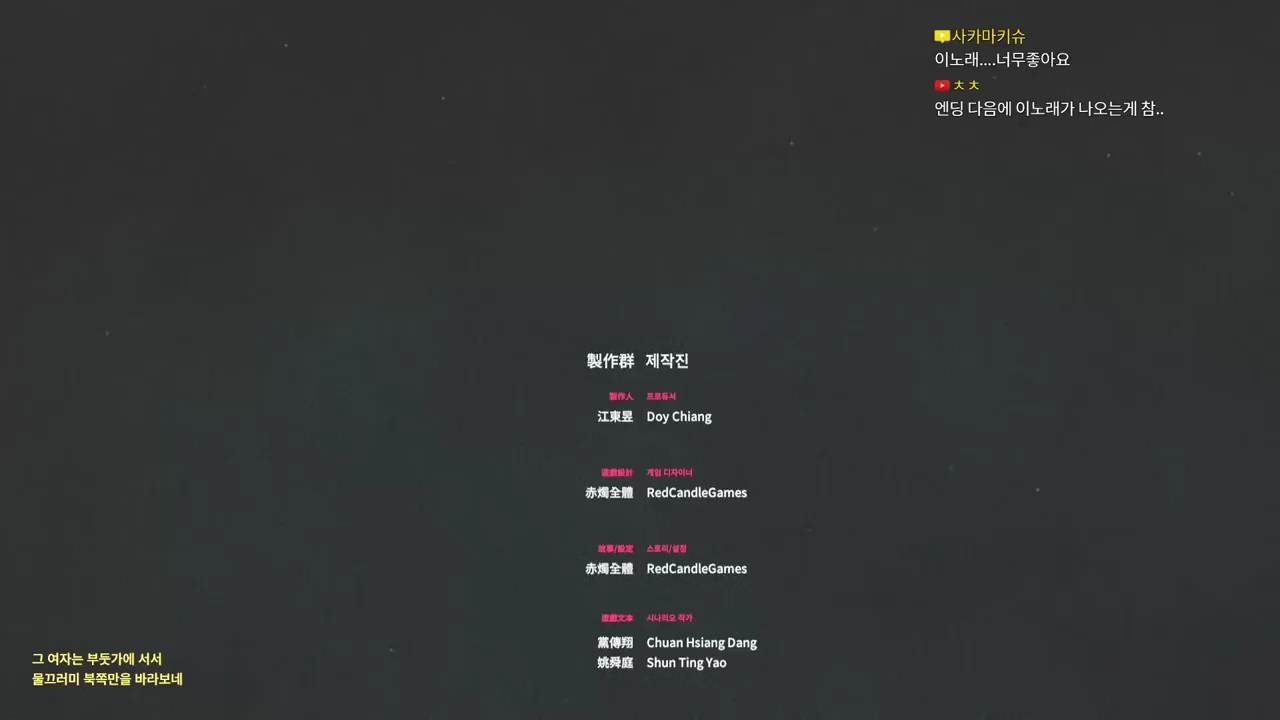 사카마키슈
이노래....너무좋아요
ㅊㅊ
엔딩 다음에 이노래가 나오는게 참..
製作群 제작진
製作人 프로듀서
江東昱 Doy Chiang
遊戲設計 게임 디자이너
赤燭全體 RedCandleGames
故事/設定 스토리/설정
赤燭全體 RedCandleGames
遊戲文本 시나리오 작가
黨傳翔 Chuan Hsiang Dang
姚舜庭 Shun Ting Yao
그 여자는 부둣가에 서서
물끄러미 북쪽만을 바라보네